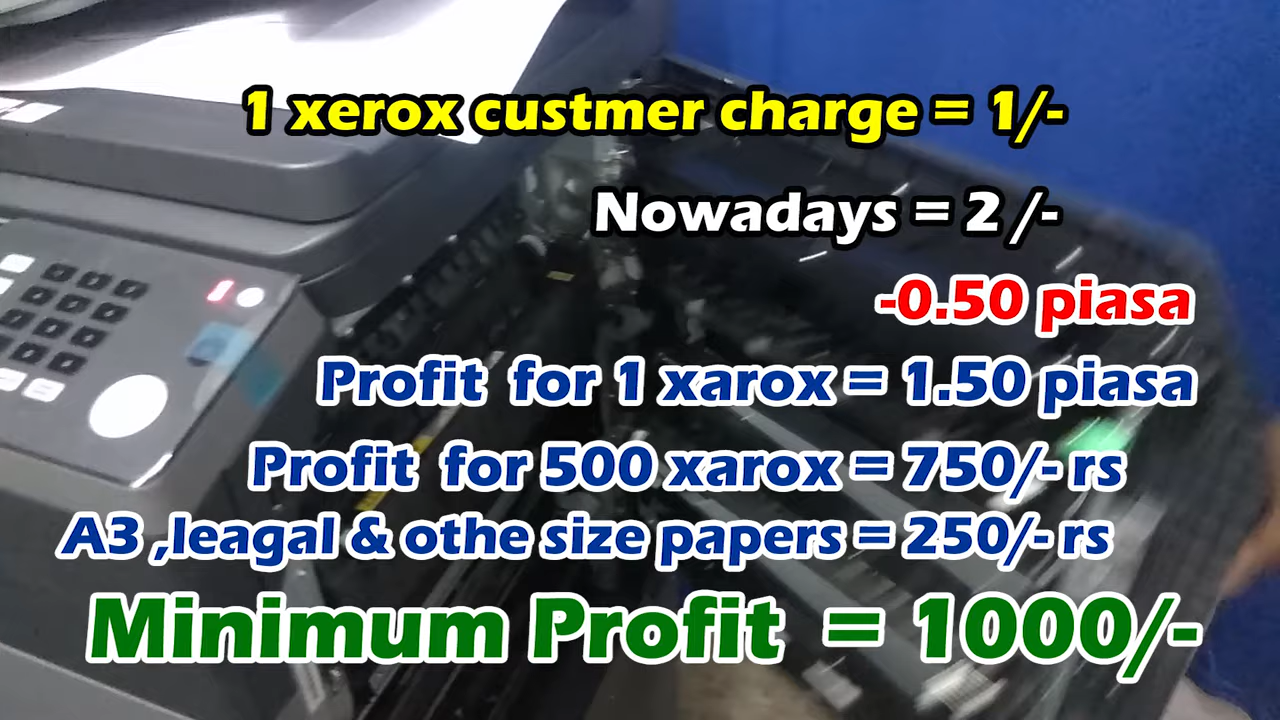 1 xerox custmer charge = 1/-
Nowadays = 2 /-
-0.50 piasa
Profit for 1 xarox = 1.50 piasa
Profit for 500 xarox = 750/- rs
A3 ,leagal & othe size papers = 250/- rs
Minimum Profit = 1000/-